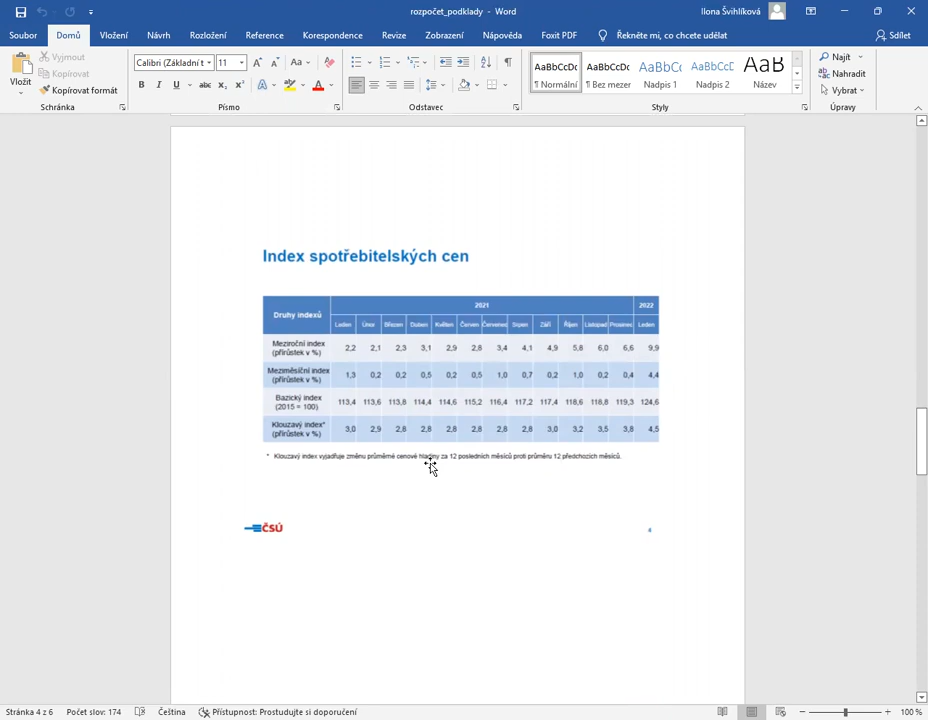 rozpočet_podklady - Word
Ilona Švihlíková
Soubor Domů Vložení Návrh Rozložení Reference Korespondence Revize Zobrazení Nápověda Foxit PDF Řekněte mi, co chcete udělat Sdílet
Vložit
Vyjmout
Kopírovat
Kopírovat formát
Schránka
Calibri (Základní t 11
Písmo
Odstavec
AaBbCcDc AaBbCcDc AaBbCc AaBbCcD AaB
¶ Normální ¶ Bez mezer Nadpis 1 Nadpis 2 Název
Styly
Najít
Nahradit
Vybrat
Úpravy
Index spotřebitelských cen
Druhy indexů 2021 2022
Leden Únor Březen Duben Květen Červen Červenec Srpen Září Říjen Listopad Prosinec Leden
Meziroční index (přírůstek v %) 2,2 2,1 2,3 3,1 2,9 2,8 3,4 4,1 4,9 5,8 6,0 6,6 9,9
Meziměsíční index (přírůstek v %) 1,3 0,2 0,2 0,5 0,2 0,5 1,0 0,7 0,2 1,0 0,2 0,4 4,4
Bazický index (2015 = 100) 113,4 113,6 113,8 114,4 114,6 115,2 116,4 117,2 117,4 118,6 118,8 119,3 124,6
Klouzavý index* (přírůstek v %) 3,0 2,9 2,8 2,8 2,8 2,8 2,8 2,8 3,0 3,2 3,5 3,8 4,5
* Klouzavý index vyjadřuje změnu průměrné cenové hladiny za 12 posledních měsíců proti průměru 12 předchozích měsíců.
ČSÚ
Stránka 4 z 6 Počet slov: 174 Čeština Přístupnost: Prostudujte si doporučení 100 %